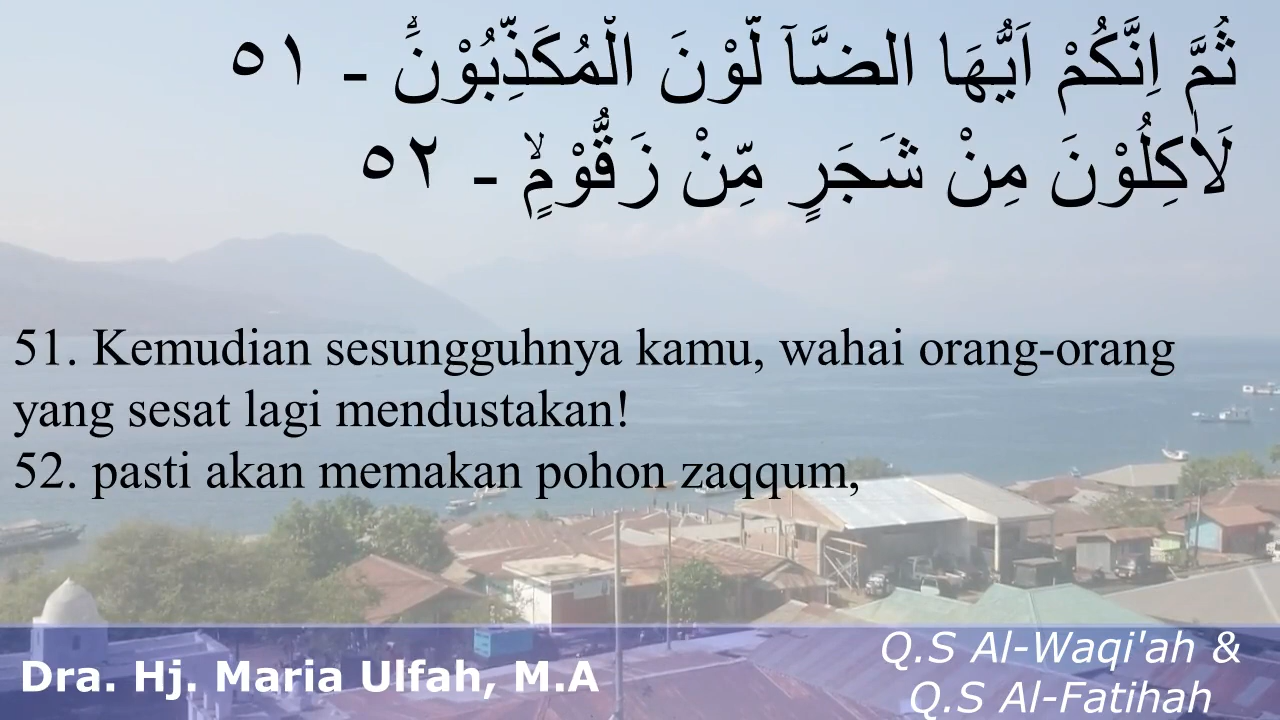 ثُمَّ اِنَّكُمْ اَيُّهَا الضَّاۤ لُّوْنَ الْمُكَذِّبُوْنَۙ - ٥١
لَاٰكِلُوْنَ مِنْ شَجَرٍ مِّنْ زَقُّوْمٍۙ - ٥٢
51. Kemudian sesungguhnya kamu, wahai orang-orang
yang sesat lagi mendustakan!
52. pasti akan memakan pohon zaqqum,
Dra. Hj. Maria Ulfah, M.A
Q.S Al-Waqi'ah &
Q.S Al-Fatihah